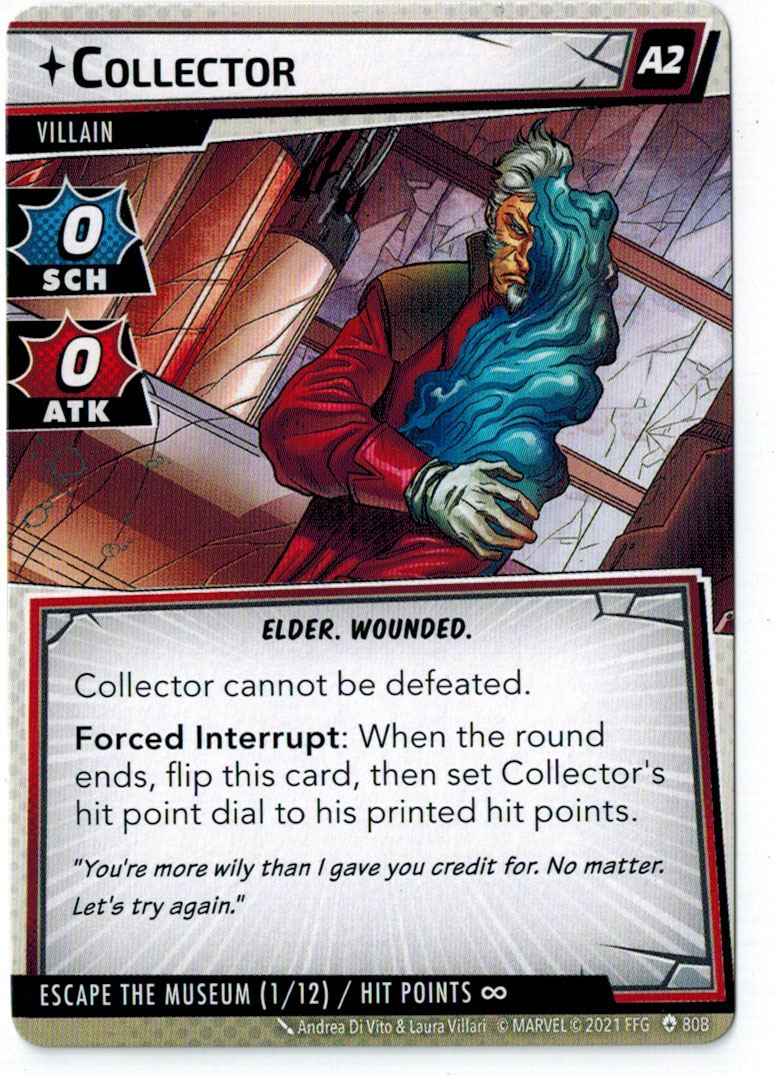 COLLECTOR
A2
VILLAIN
0
SCH
0
ATK
ELDER. WOUNDED.
Collector cannot be defeated.
Forced Interrupt: When the round
ends, flip this card, then set Collector's
hit point dial to his printed hit points.
"You're more wily than I gave you credit for. No matter.
Let's try again."
ESCAPE THE MUSEUM (1/12) / HIT POINTS ∞
Andrea Di Vito & Laura Villari © MARVEL © 2021 FFG 80B